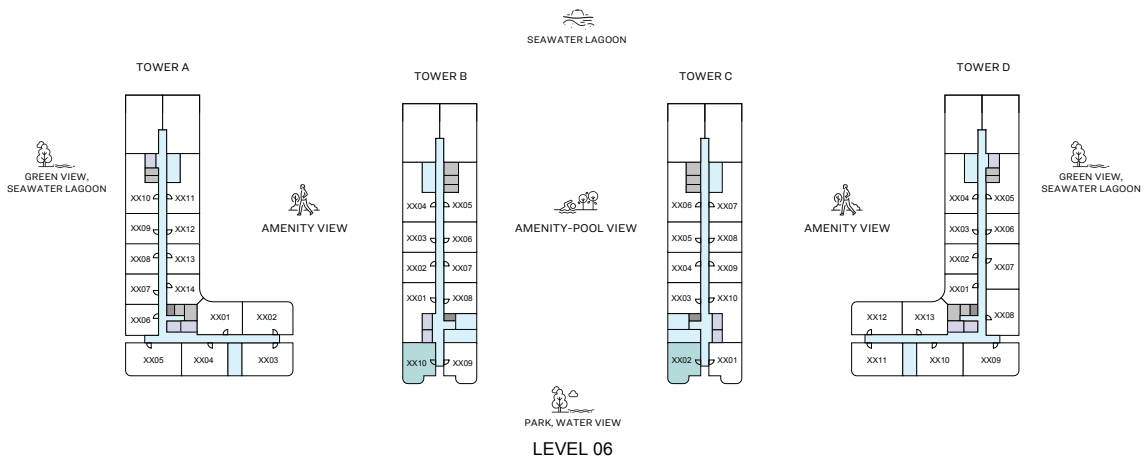 SEAWATER LAGOON
TOWER A
TOWER B
TOWER C
TOWER D
GREEN VIEW,
SEAWATER LAGOON
AMENITY VIEW
AMENITY-POOL VIEW
AMENITY VIEW
GREEN VIEW,
SEAWATER LAGOON
XX10 XX11
XX09 XX12
XX08 XX13
XX07 XX14
XX06 XX01 XX02
XX05 XX04 XX03
XX04 XX05
XX03 XX06
XX02 XX07
XX01 XX08
XX10 XX09
XX06 XX07
XX05 XX08
XX04 XX09
XX03 XX10
XX02 XX01
XX04 XX05
XX03 XX06
XX02 XX07
XX01
XX12 XX13 XX08
XX11 XX10 XX09
PARK, WATER VIEW
LEVEL 06